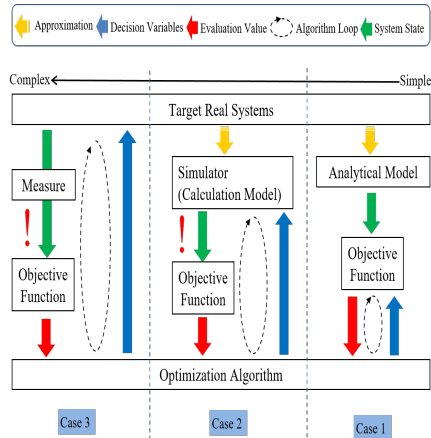 Approximation Decision Variables Evaluation Value Algorithm Loop System State
Complex Simple
Target Real Systems
Measure
Simulator
(Calculation Model)
Analytical Model
!
!
Objective
Function
Objective
Function
Objective
Function
Optimization Algorithm
Case 3 Case 2 Case 1